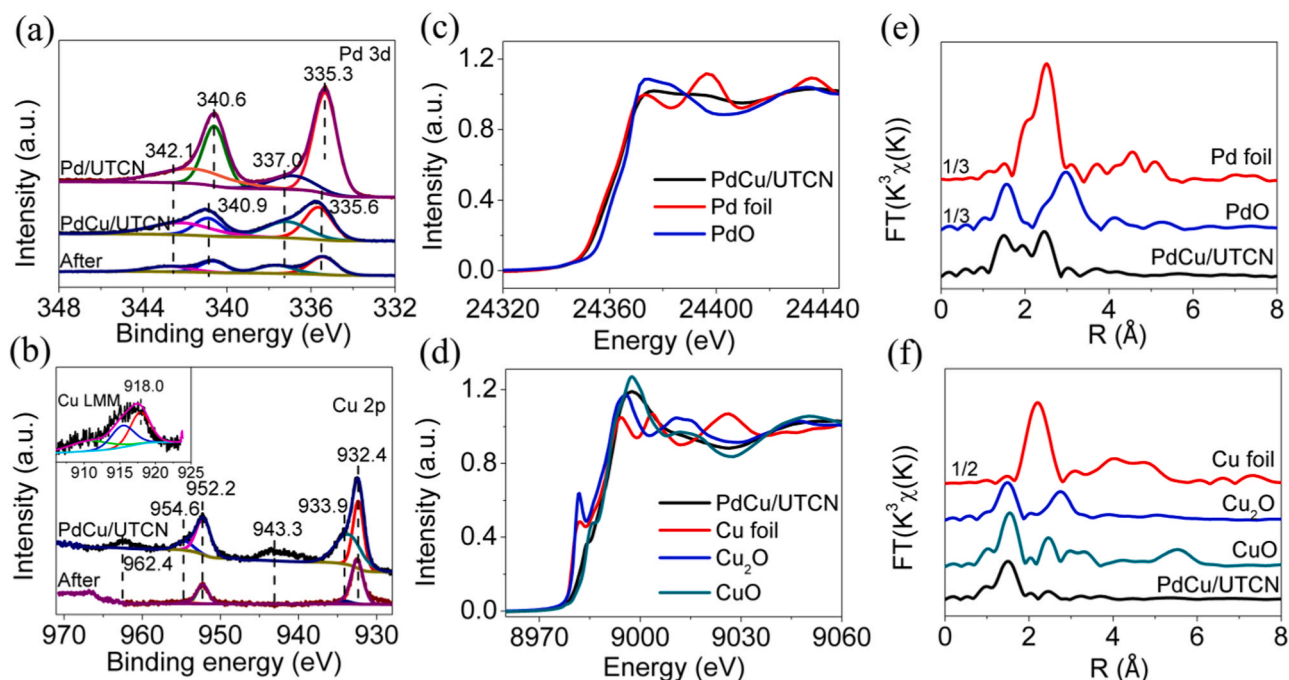 (a)
Pd 3d
335.3
340.6
342.1
337.0
Pd/UTCN
PdCu/UTCN
340.9
335.6
After
Intensity (a.u.)
348 344 340 336 332
Binding energy (eV)
(b)
918.0
Cu LMM
910 915 920 925
Cu 2p
932.4
952.2
954.6
933.9
943.3
PdCu/UTCN
962.4
After
Intensity (a.u.)
970 960 950 940 930
Binding energy (eV)
(c)
1.2
0.8
0.4
0.0
Intensity (a.u.)
PdCu/UTCN
Pd foil
PdO
24320 24360 24400 24440
Energy (eV)
(d)
1.2
0.8
0.4
0.0
Intensity (a.u.)
PdCu/UTCN
Cu foil
Cu2O
CuO
8970 9000 9030 9060
Energy (eV)
(e)
FT(K³χ(K))
1/3
Pd foil
1/3
PdO
PdCu/UTCN
0 2 4 6 8
R (Å)
(f)
FT(K³χ(K))
1/2
Cu foil
Cu2O
CuO
PdCu/UTCN
0 2 4 6 8
R (Å)